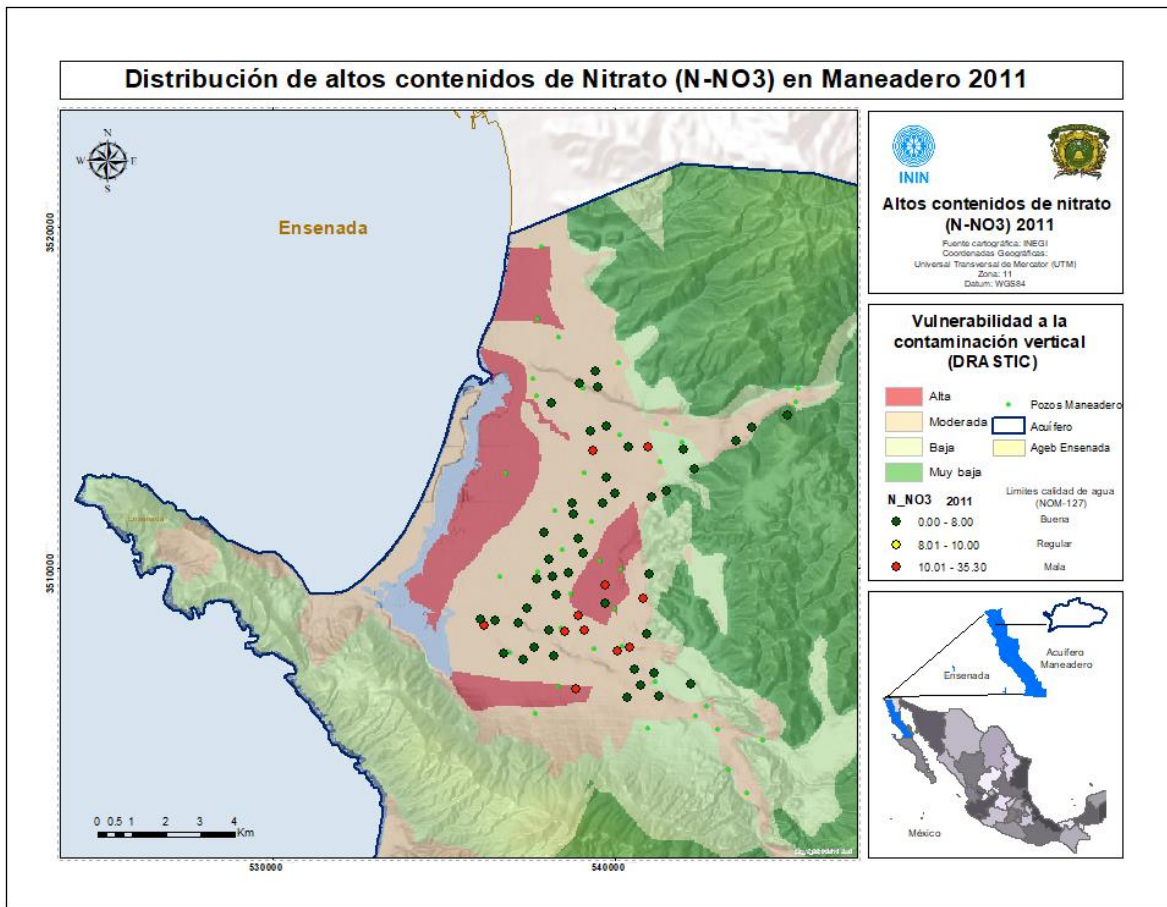 Distribución de altos contenidos de Nitrato (N-NO3) en Maneadero 2011
N
W E
S
Ensenada
3520000
3510000
Ensenada
0 0.5 1 2 3 4
Km
530000
540000
ININ
Altos contenidos de nitrato
(N-NO3) 2011
Fuente cartográfica: INEGI
Coordenadas Geográficas:
Universal Transversal de Mercator (UTM)
Zona: 11
Datum: WGS84
Vulnerabilidad a la
contaminación vertical
(DRASTIC)
Alta
Moderada
Baja
Muy baja
Pozos Maneadero
Acuífero
Ageb Ensenada
N_NO3 2011
Limites calidad de agua
(NOM-127)
0.00 - 8.00 Buena
8.01 - 10.00 Regular
10.01 - 35.30 Mala
Acuífero
Maneadero
Ensenada
México